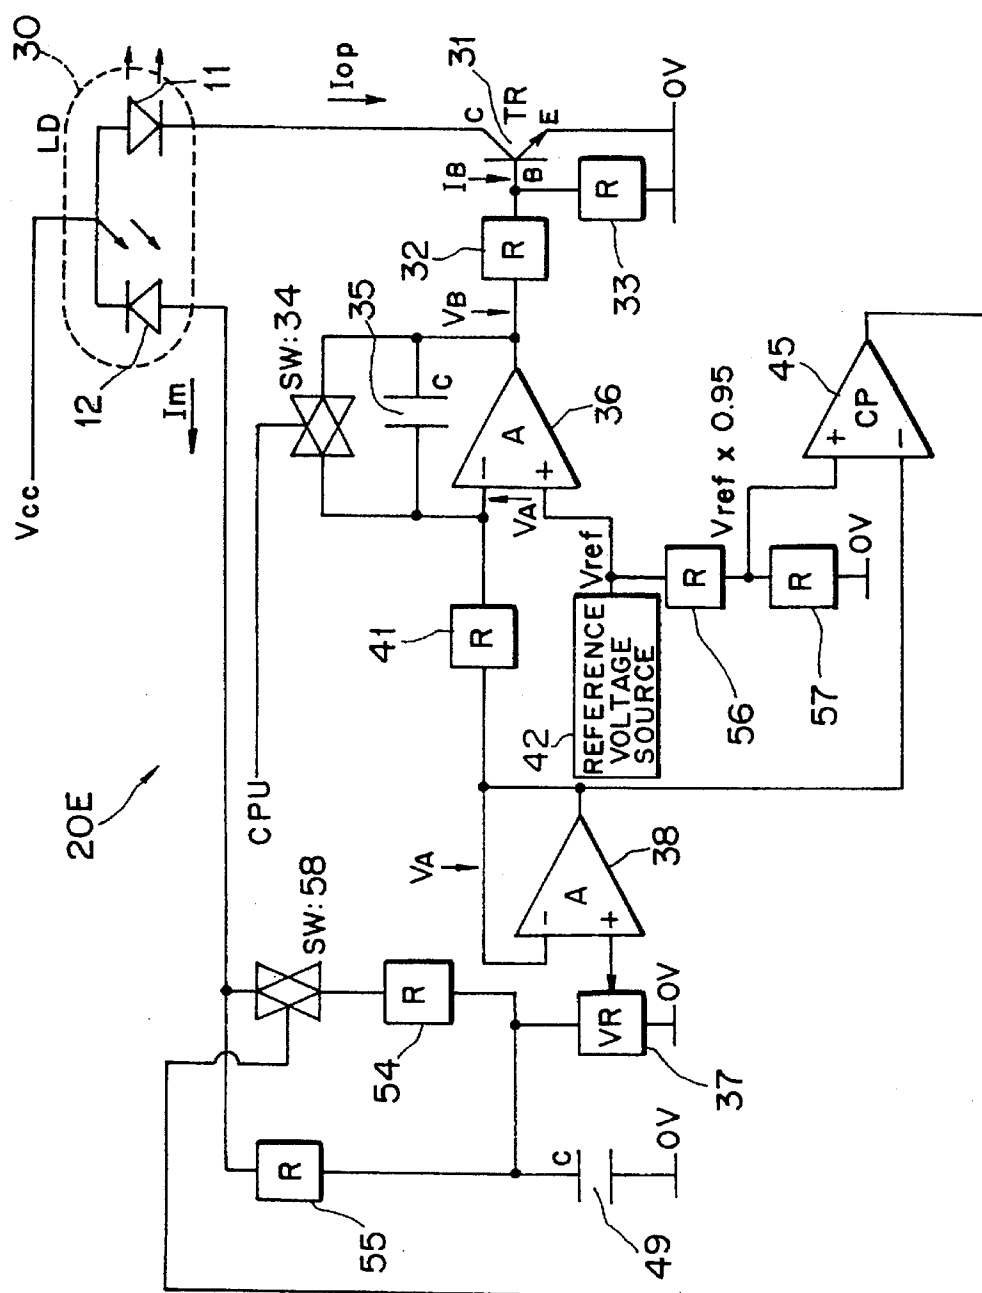 20E
Vcc
LD
30
12
11
Im
Iop
CPU
SW:34
35
C
SW:58
R
55
R
54
C
49
0V
VR
37
0V
VA
A
-
+
38
R
41
VA
-
+
A
36
VB
R
32
IB
B
C
TR
E
31
R
33
0V
42
REFERENCE
VOLTAGE
SOURCE
Vref
R
56
Vref x 0.95
R
57
0V
+
-
CP
45